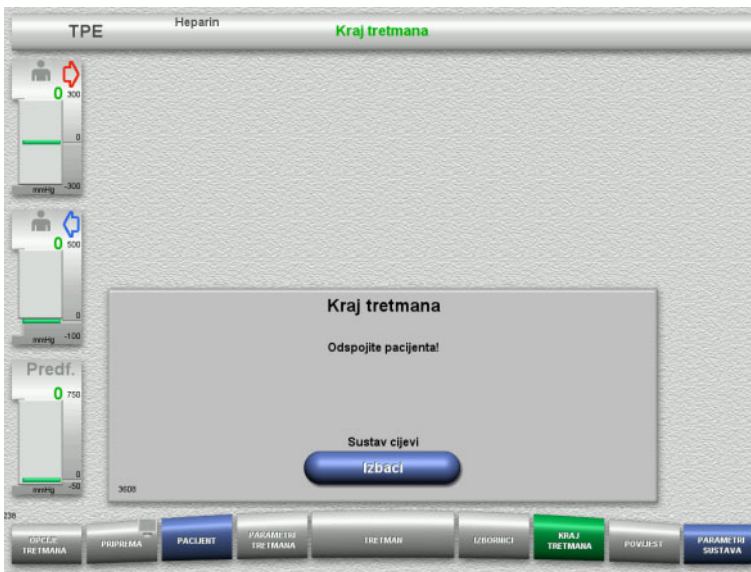 TPE
Heparin
Kraj tretmana
0 300
0
mmHg -300
0 500
0
mmHg -100
Predf.
0 750
0
mmHg -50
Kraj tretmana
Odspojite pacijenta!
Sustav cijevi
Izbaci
3608
238
OPCIJE
TRETMANA
PRIPREMA
PACIJENT
PARAMETRI
TRETMANA
TRETMAN
IZBORNICI
KRAJ
TRETMANA
POVIJEST
PARAMETRI
SUSTAVA